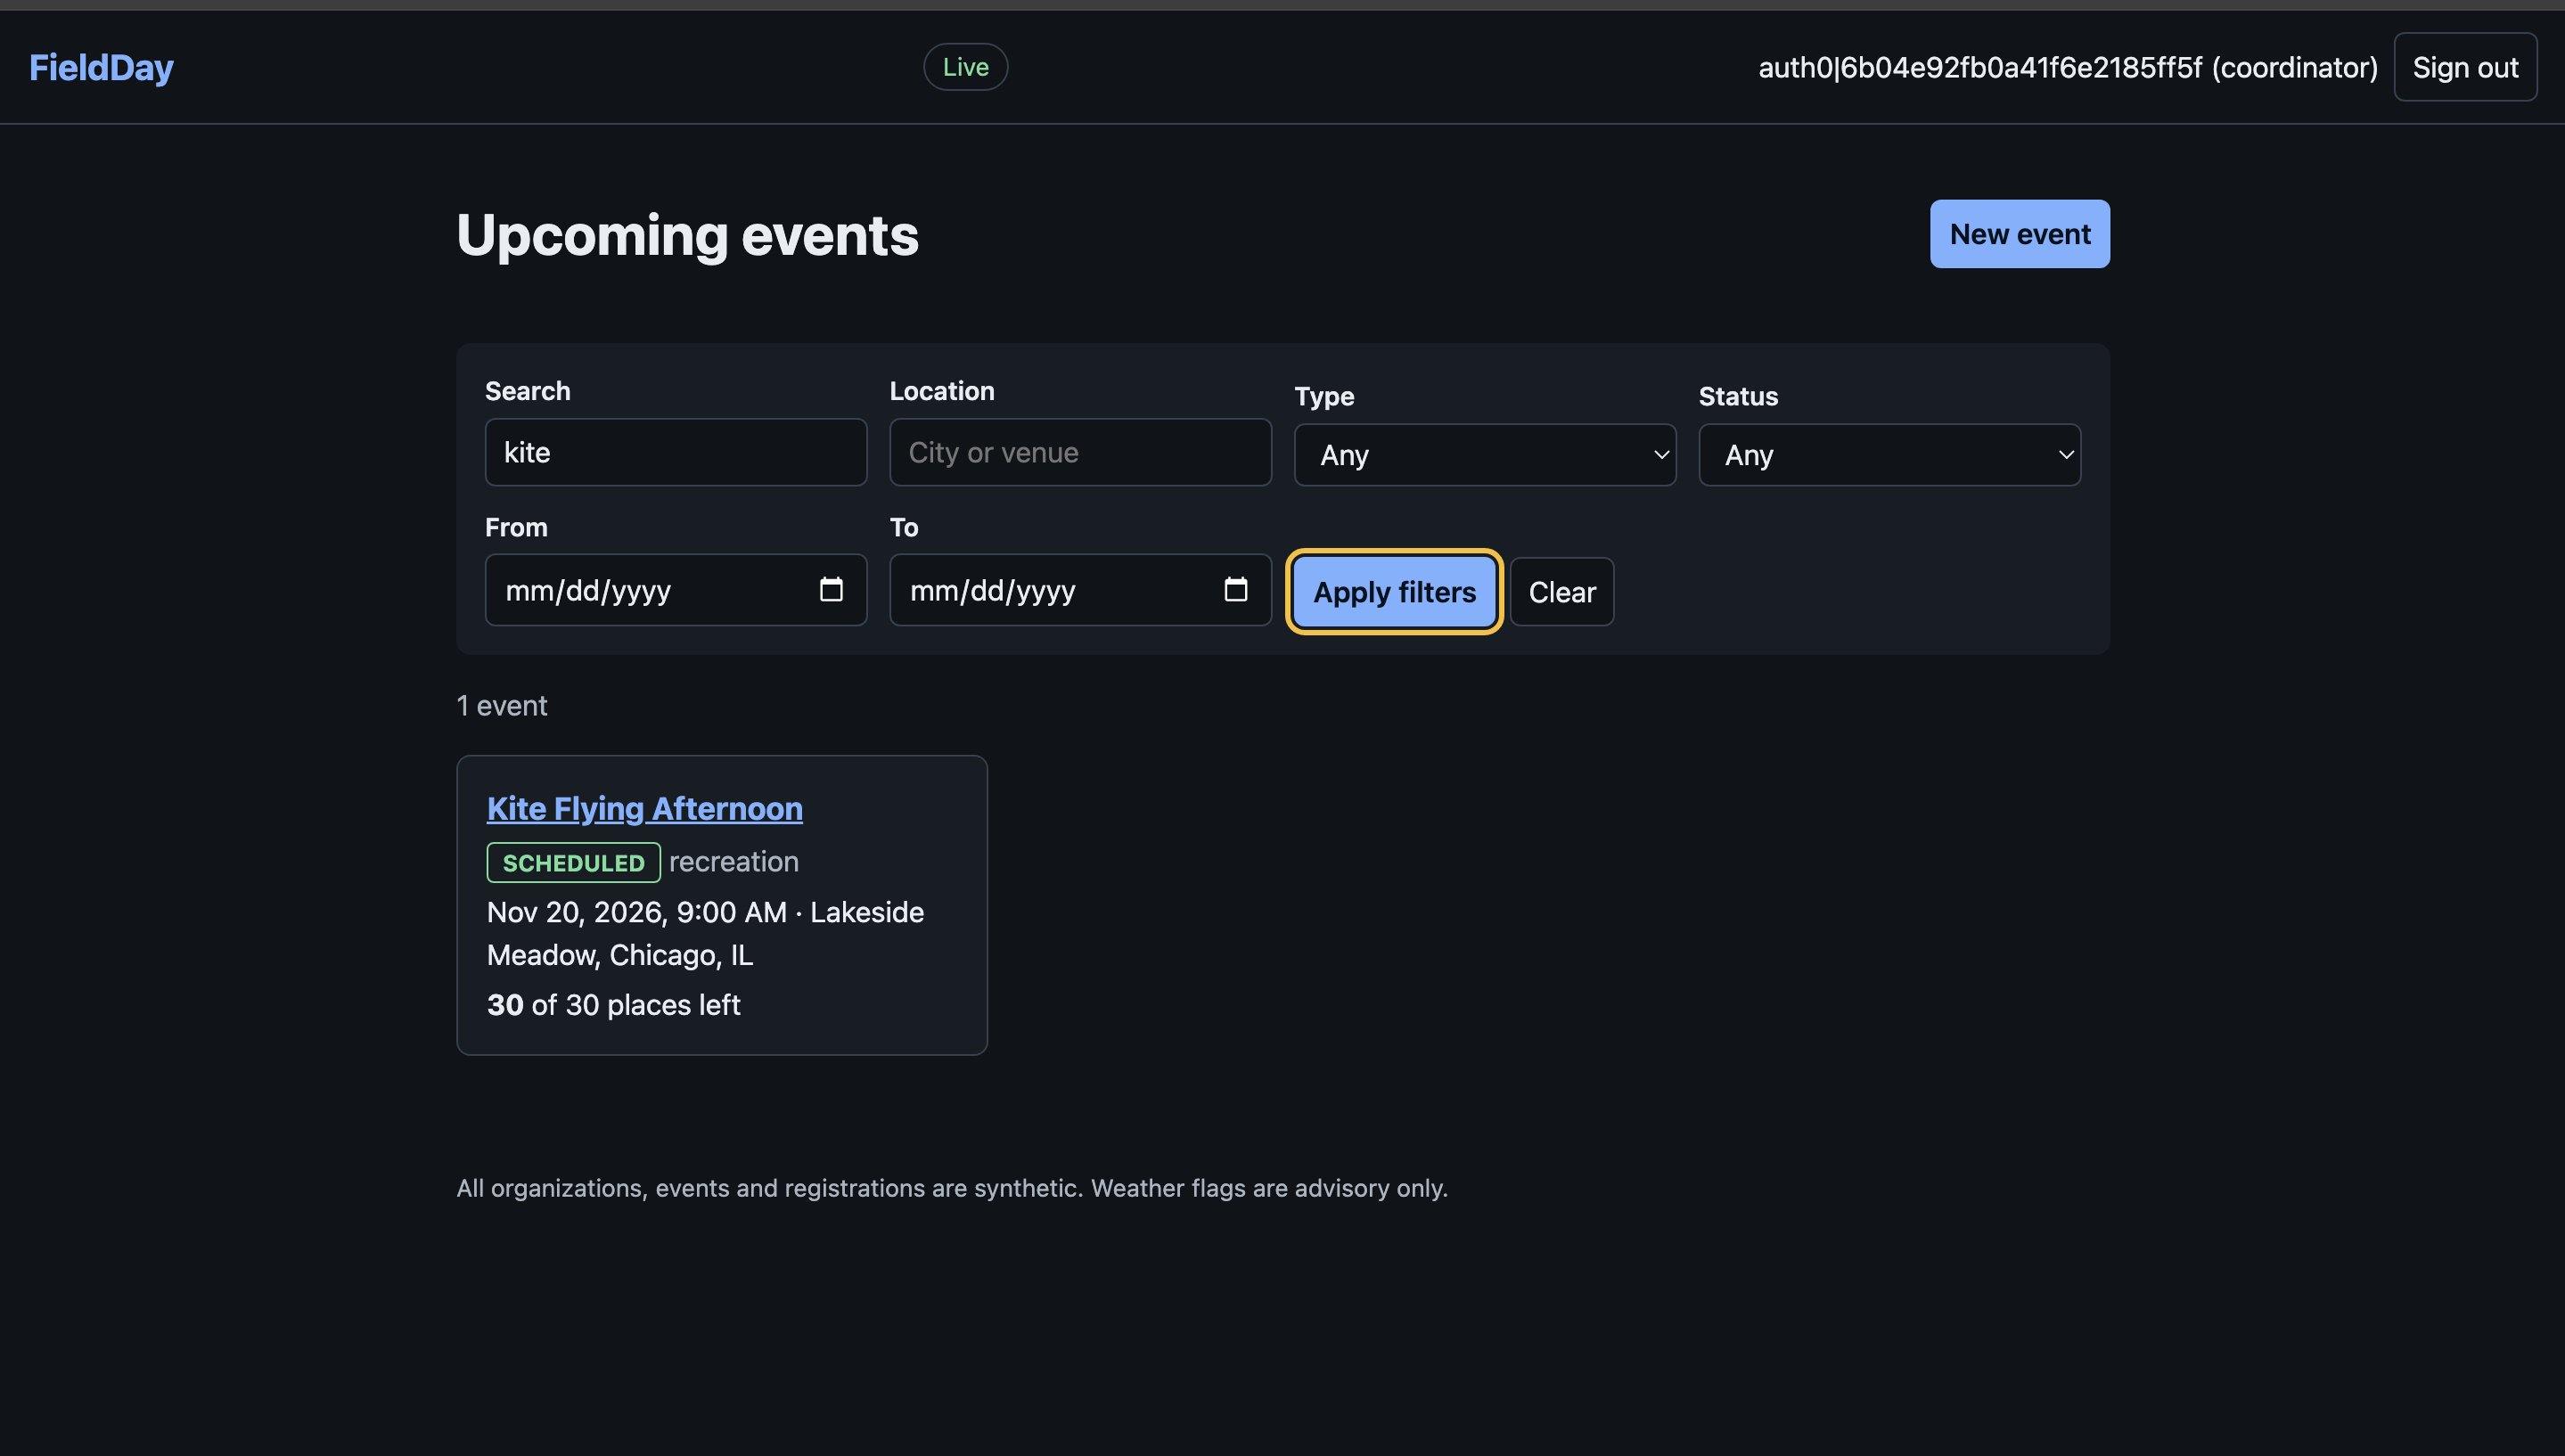 FieldDay
Live
auth0|6b04e92fb0a41f6e2185ff5f (coordinator)
Sign out
Upcoming events
New event
Search
Location
Type
Status
kite
City or venue
Any
Any
From
To
mm/dd/yyyy
mm/dd/yyyy
Apply filters
Clear
1 event
Kite Flying Afternoon
SCHEDULED recreation
Nov 20, 2026, 9:00 AM · Lakeside
Meadow, Chicago, IL
30 of 30 places left
All organizations, events and registrations are synthetic. Weather flags are advisory only.